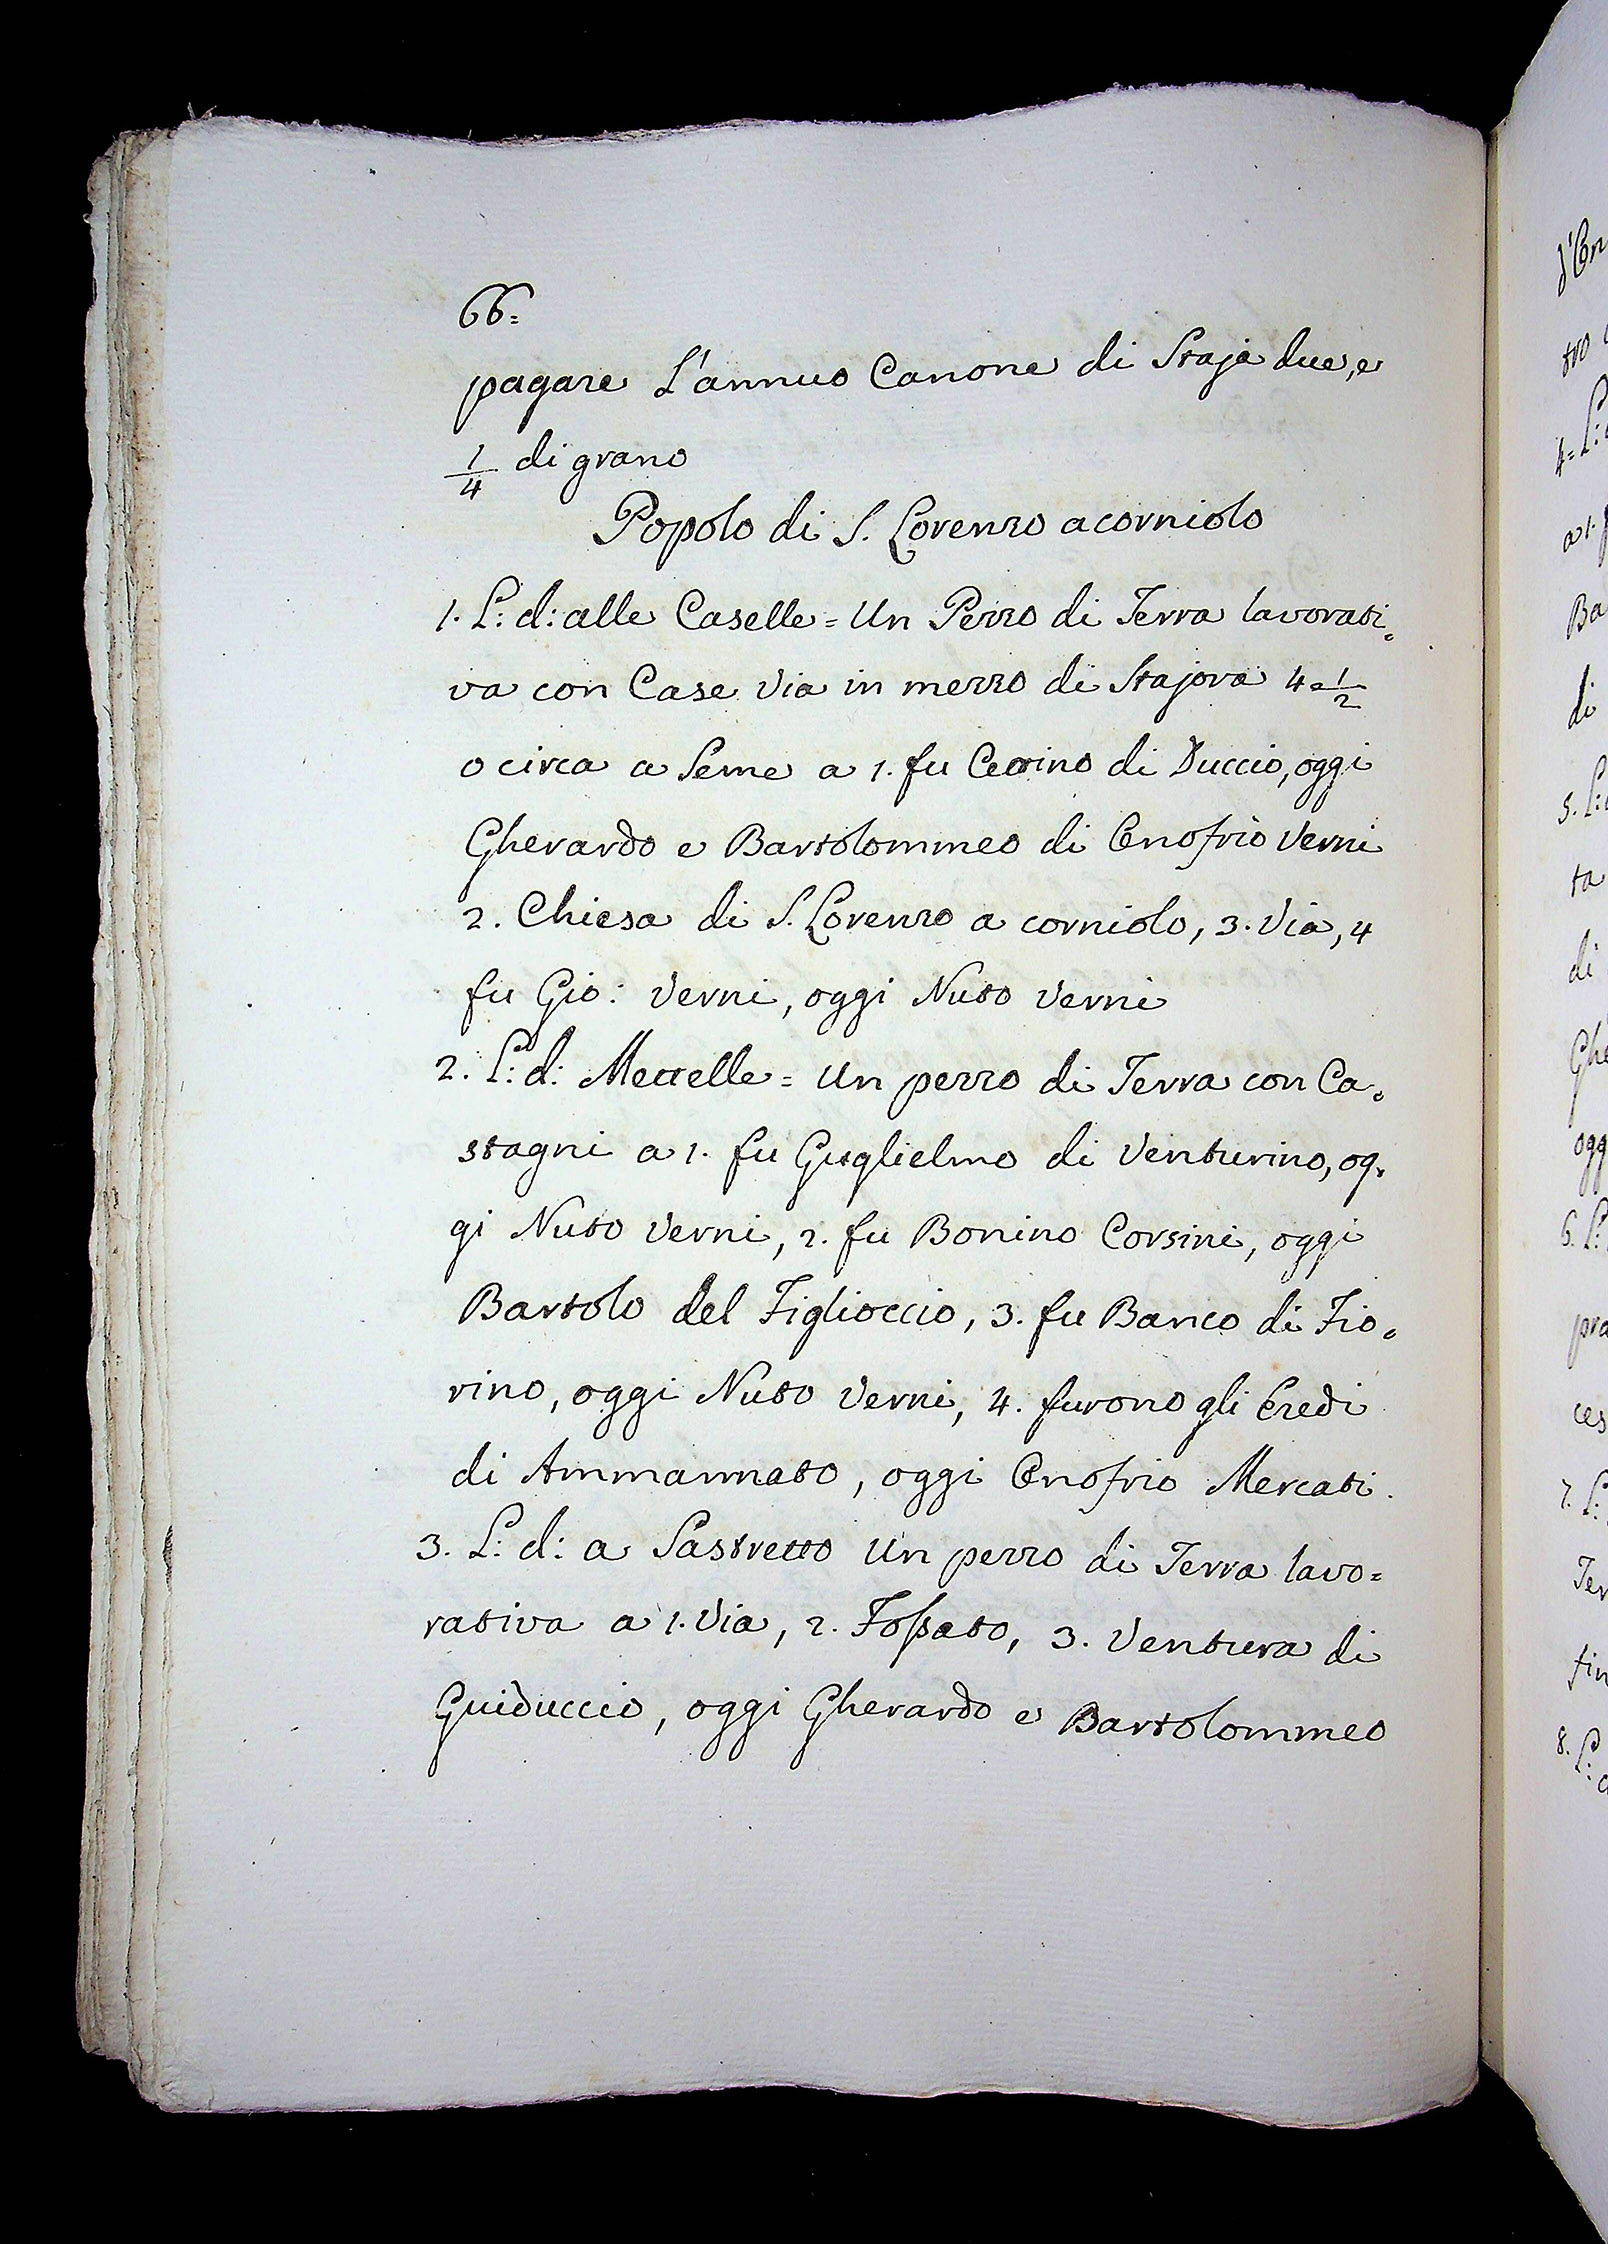 66=
pagare L'annuo Canone di Staja due, e
1/4 di grano
Popolo di S. Lorenzo a corniolo
1. L: d: alle Caselle = Un Pezzo di Terra lavorati=
va con Case Via in mezzo di Stajora 4 = 1/2
o circa a Seme a 1. fu di Duccio, oggi
Gherardo e Bartolommeo di Onofrio Verni
2. Chiesa di S. Lorenzo a corniolo, 3. Via, 4
fu Gio: Verni, oggi Nuto Verni
2. L: d: Mettelle = Un pezzo di Terra con Ca=
stagni a 1. fu Guglielmo di Venturino, og=
gi Nuto Verni, 2. fu Bonino Corsini, oggi
Bartolo del Figlioccio, 3. fu Banco di Fio=
rino, oggi Nuto Verni, 4. furono gli Eredi
di Ammannato, oggi Onofrio Mercati.
3. L: d: a Sastretto Un pezzo di Terra lavo=
rativa a 1. Via, 2. Fossato, 3. Ventura di
Guiduccio, oggi Gherardo e Bartolommeo